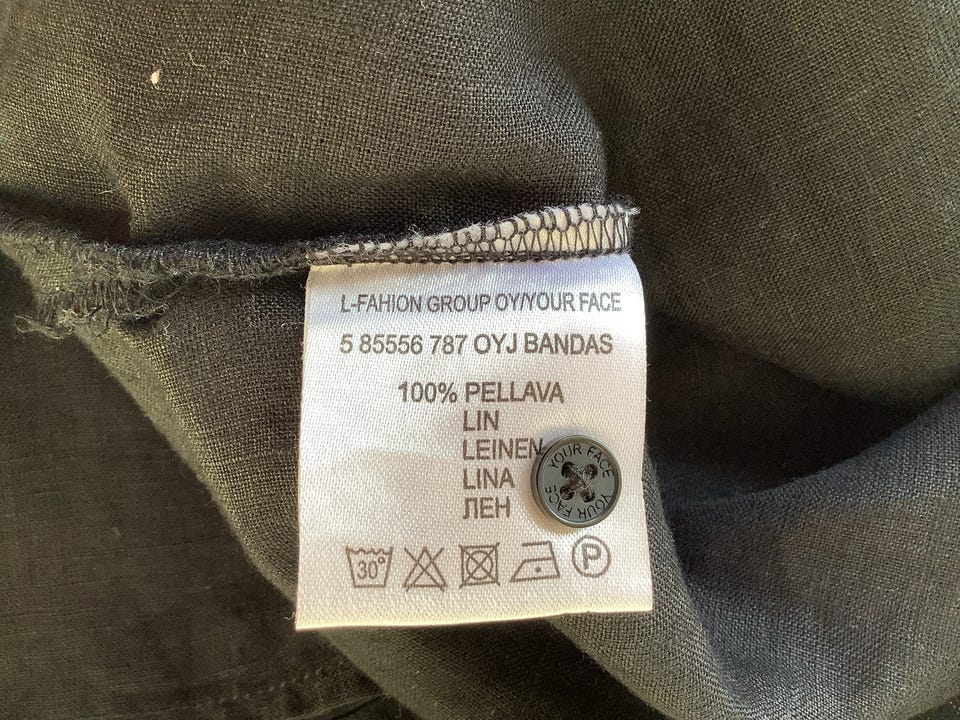 L-FAHION GROUP OY/YOUR FACE
5 85556 787 OYJ BANDAS
100% PELLAVA
LIN
LEINEN
LINA
ЛЕН
YOUR FACE YOUR FACE
30°
P